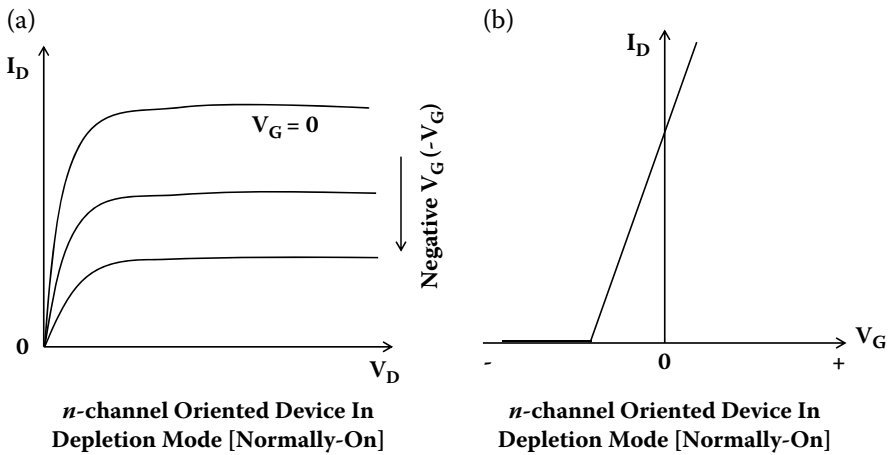 (a)
I_D
V_G = 0
Negative V_G (-V_G)
0
V_D
n-channel Oriented Device In
Depletion Mode [Normally-On]
(b)
I_D
V_G
-
0
+
n-channel Oriented Device In
Depletion Mode [Normally-On]